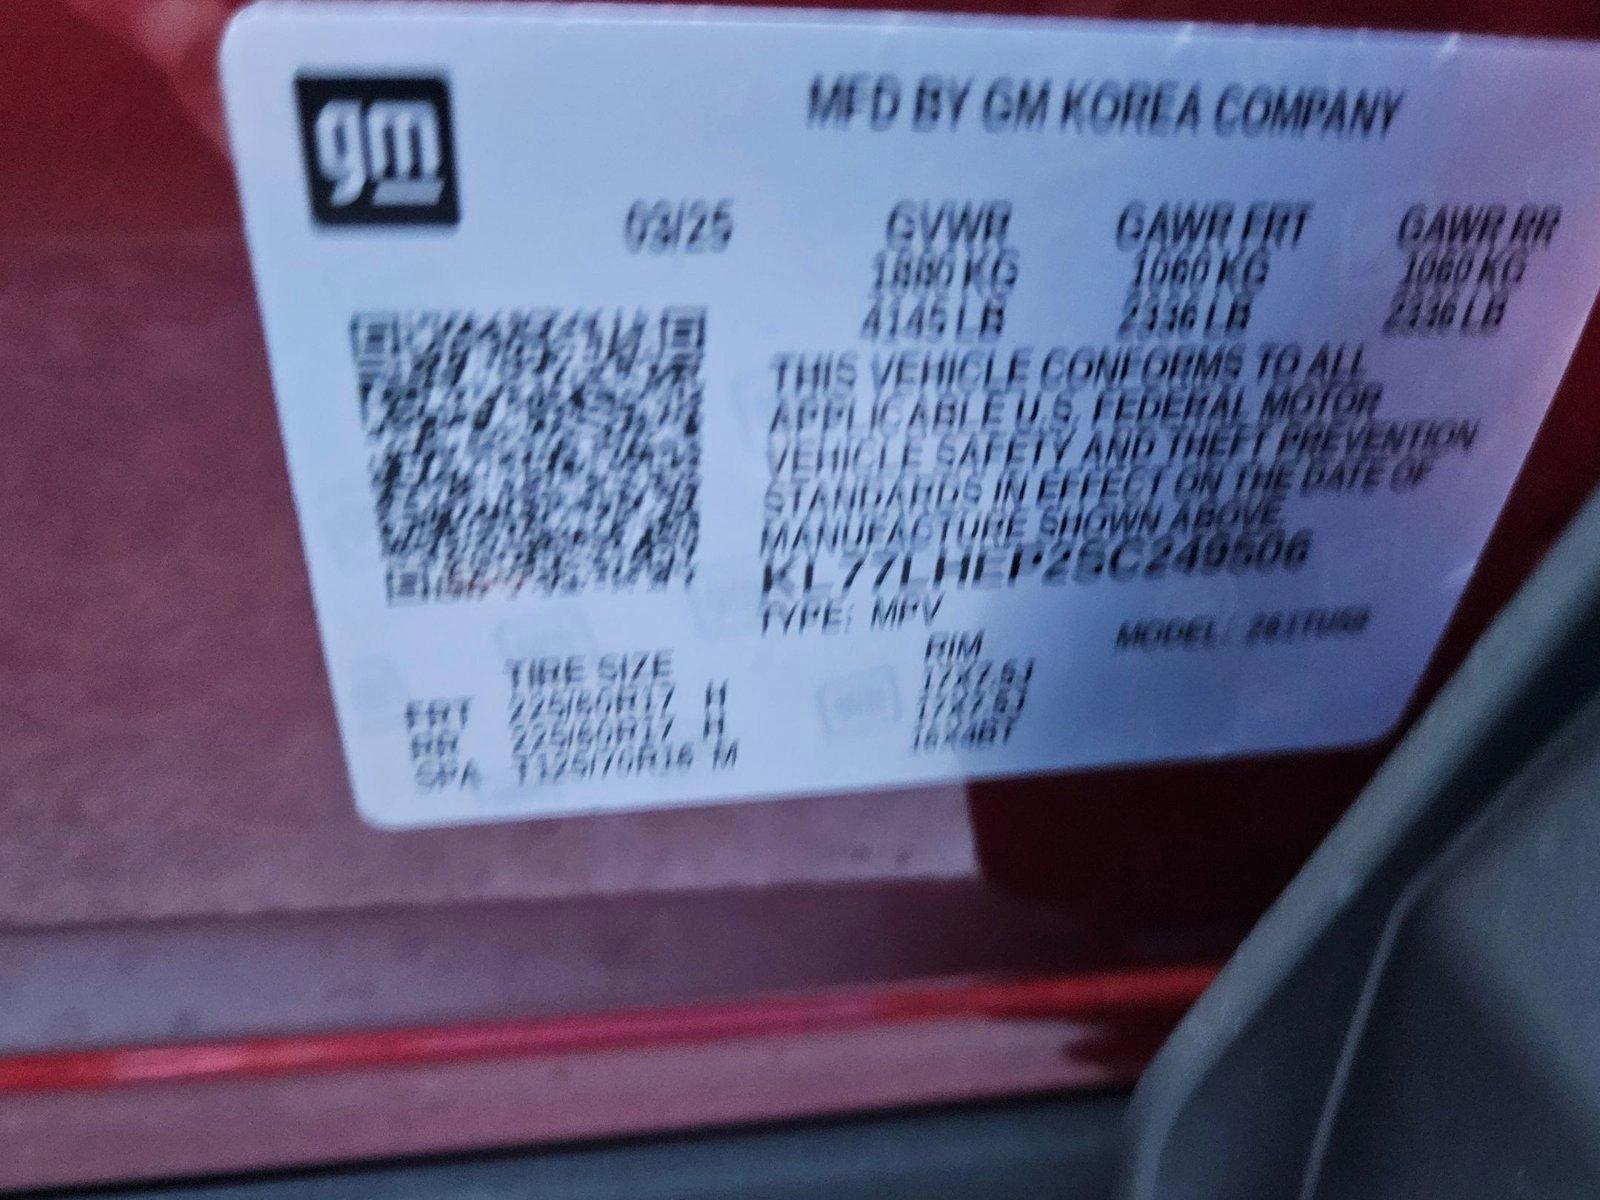 gm
MFD BY GM KOREA COMPANY
03/25 GVWR GAWR FRT GAWR RR
1880 KG 1060 KG 1060 KG
4145 LB 2336 LB 2336 LB
THIS VEHICLE CONFORMS TO ALL
APPLICABLE U.S. FEDERAL MOTOR
VEHICLE SAFETY AND THEFT PREVENTION
STANDARDS IN EFFECT ON THE DATE OF
MANUFACTURE SHOWN ABOVE.
KL77LHEP2SC249506
TYPE: MPV MODEL:
TIRE SIZE RIM
FRT 225/60R17 H 17X7.5J
RR 225/60R17 H 17X7.5J
SPA T125/70R16 M 16X4BT